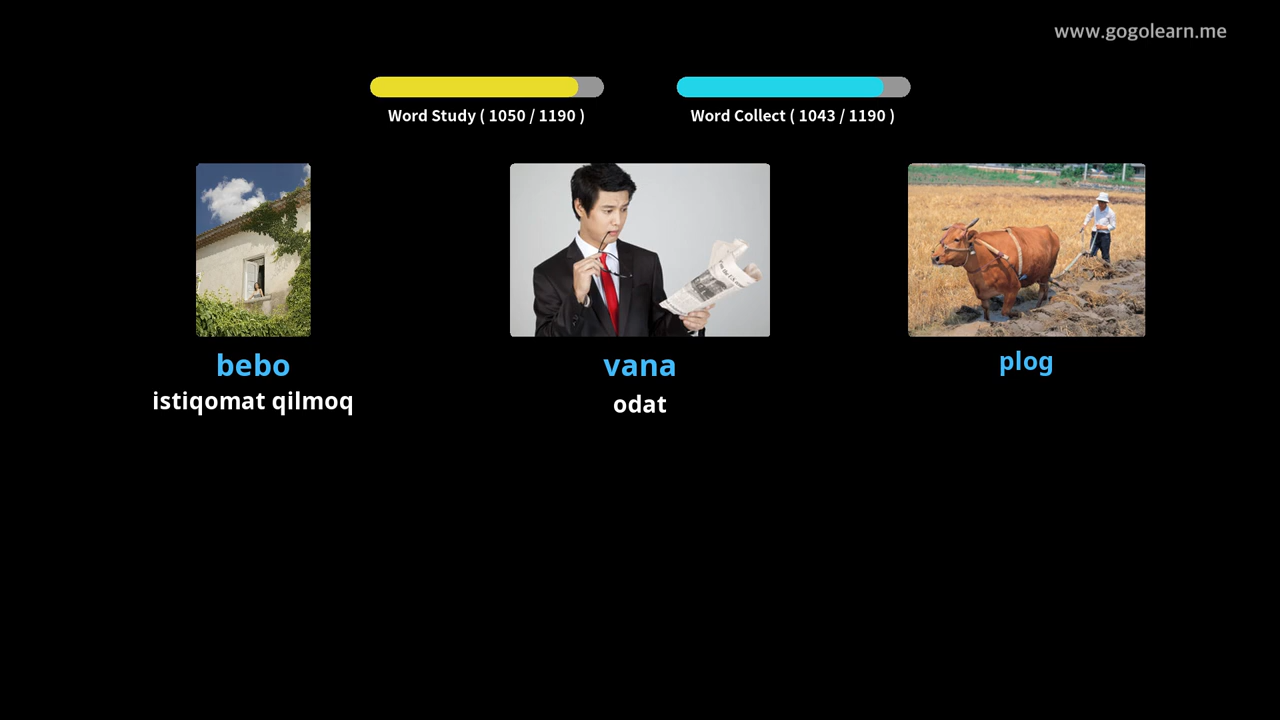 www.gogolearn.me
Word Study ( 1050 / 1190 )
Word Collect ( 1043 / 1190 )
bebo
istiqomat qilmoq
vana
odat
plog